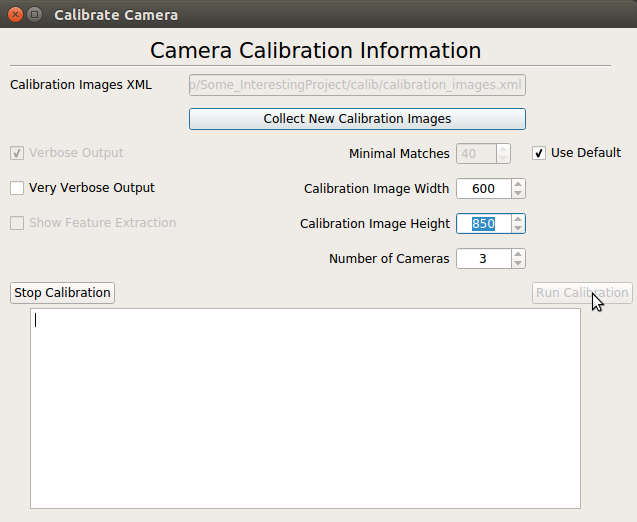 Calibrate Camera
Camera Calibration Information
Calibration Images XML p/Some_InterestingProject/calib/calibration_images.xml
Collect New Calibration Images
Verbose Output Minimal Matches 40 Use Default
Very Verbose Output Calibration Image Width 600
Show Feature Extraction Calibration Image Height 850
Number of Cameras 3
Stop Calibration Run Calibration